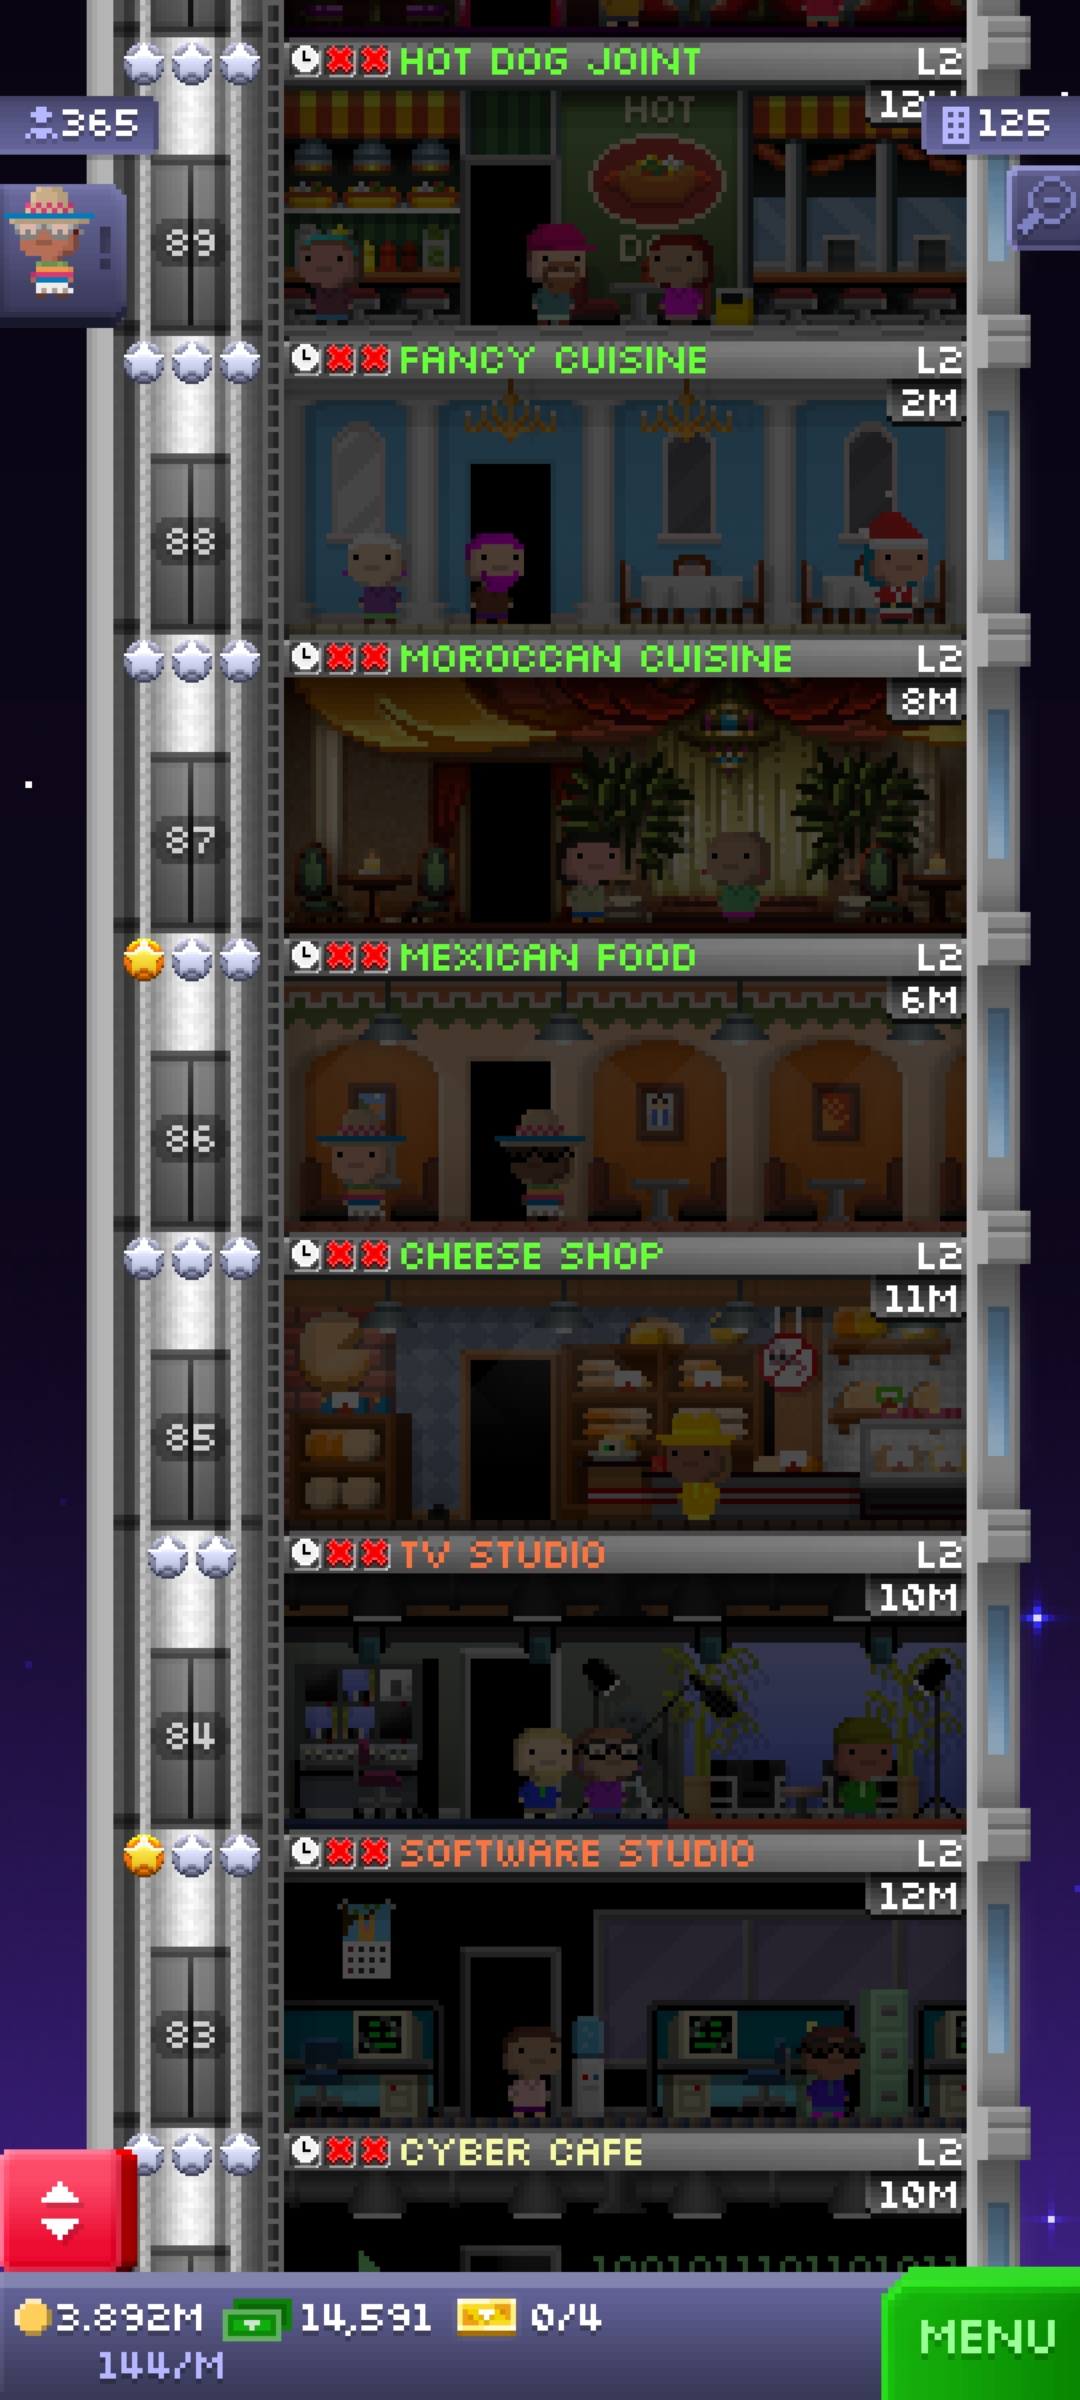 HOT DOG JOINT L2
365
125
HOT
89
FANCY CUISINE L2
2M
88
MOROCCAN CUISINE L2
8M
87
MEXICAN FOOD L2
6M
86
CHEESE SHOP L2
11M
85
TV STUDIO L2
10M
84
SOFTWARE STUDIO L2
12M
83
CYBER CAFE L2
10M
3.892M 14,591 0/4
144/M
MENU